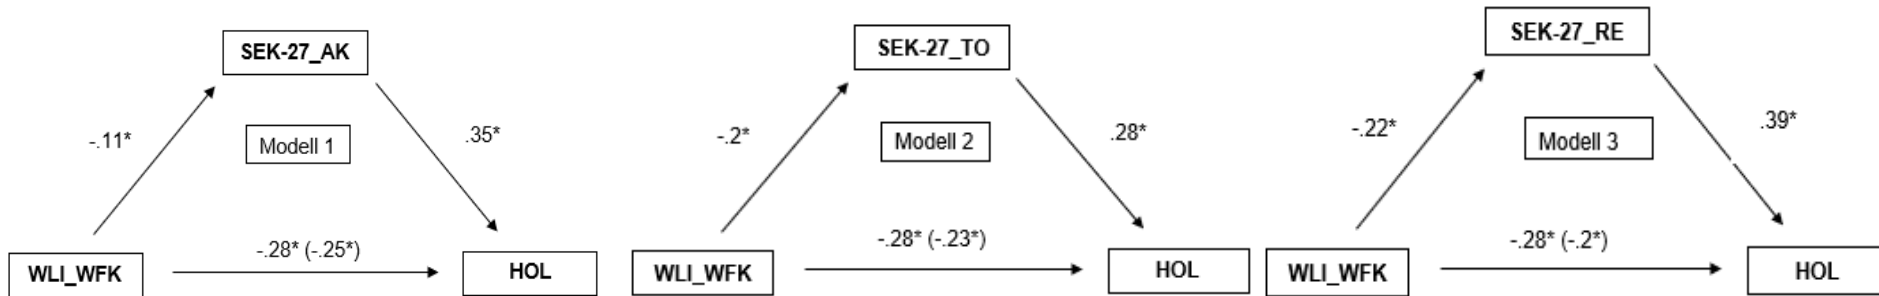 SEK-27_AK
-.11*
.35*
Modell 1
-.28* (-.25*)
WLI_WFK
HOL
SEK-27_TO
-.2*
.28*
Modell 2
-.28* (-.23*)
WLI_WFK
HOL
SEK-27_RE
-.22*
.39*
Modell 3
-.28* (-.2*)
WLI_WFK
HOL